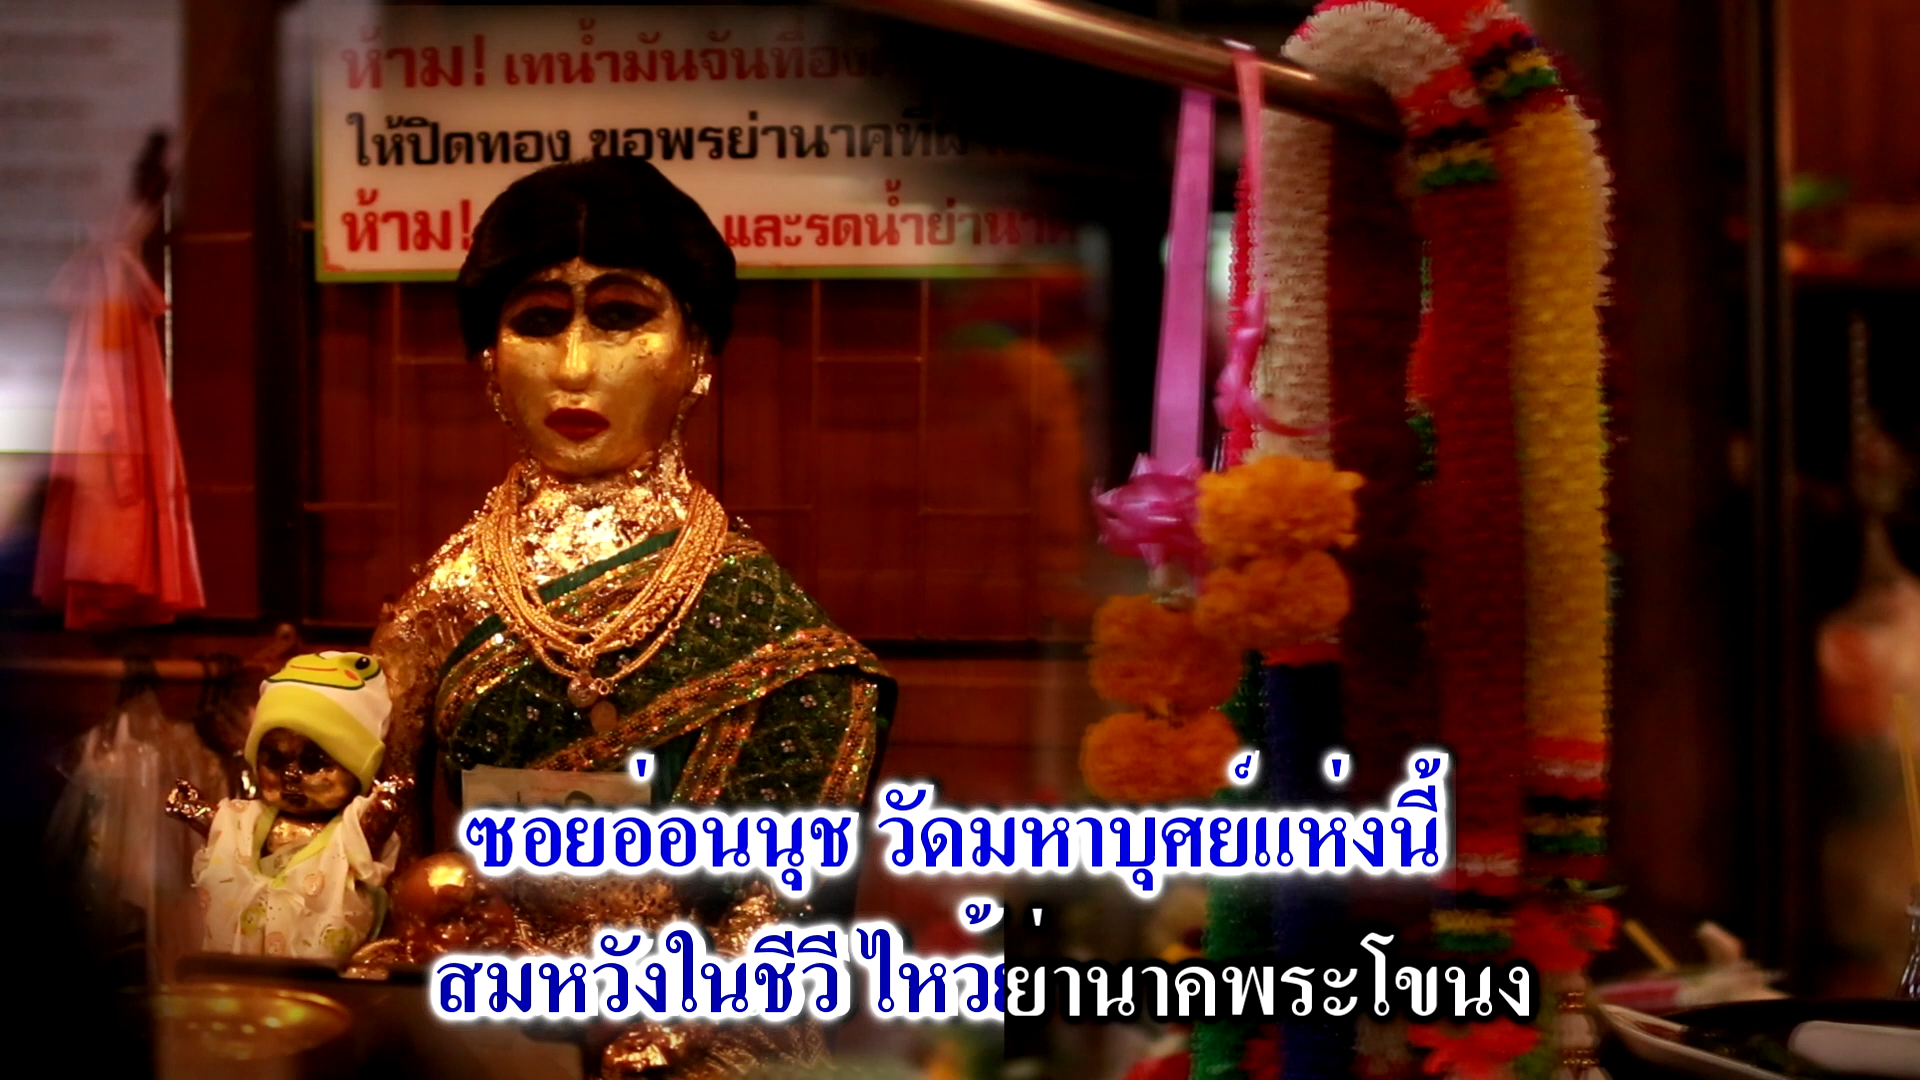 ห้าม! เทน้ำมันจันที่อง
ให้ปิดทอง ขอพรย่านาคที่
ห้าม! และรดน้ำย่านาค
ซอยอ่อนนุช วัดมหาบุศย์แห่งนี้
สมหวังในชีวี ไหว้ย่านาคพระโขนง